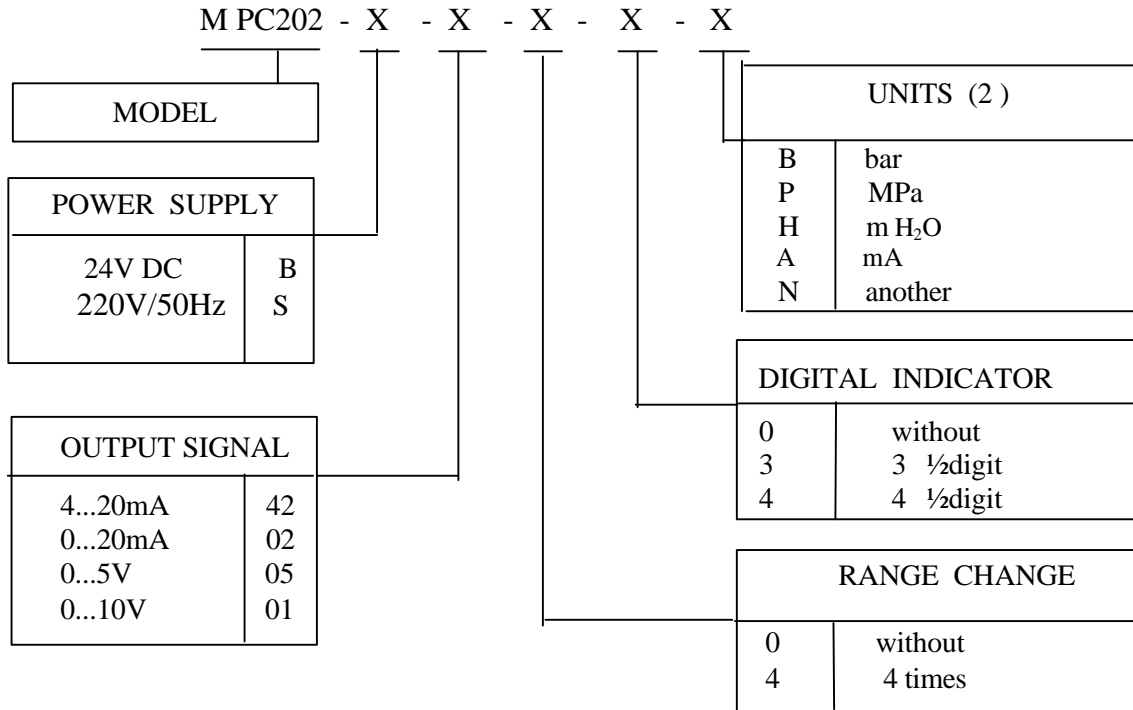 M PC202 - X - X - X - X - X
MODEL
POWER SUPPLY
24V DC B
220V/50Hz S
OUTPUT SIGNAL
4...20mA 42
0...20mA 02
0...5V 05
0...10V 01
UNITS (2 )
B bar
P MPa
H m H₂O
A mA
N another
DIGITAL INDICATOR
0 without
3 3 ½digit
4 4 ½digit
RANGE CHANGE
0 without
4 4 times